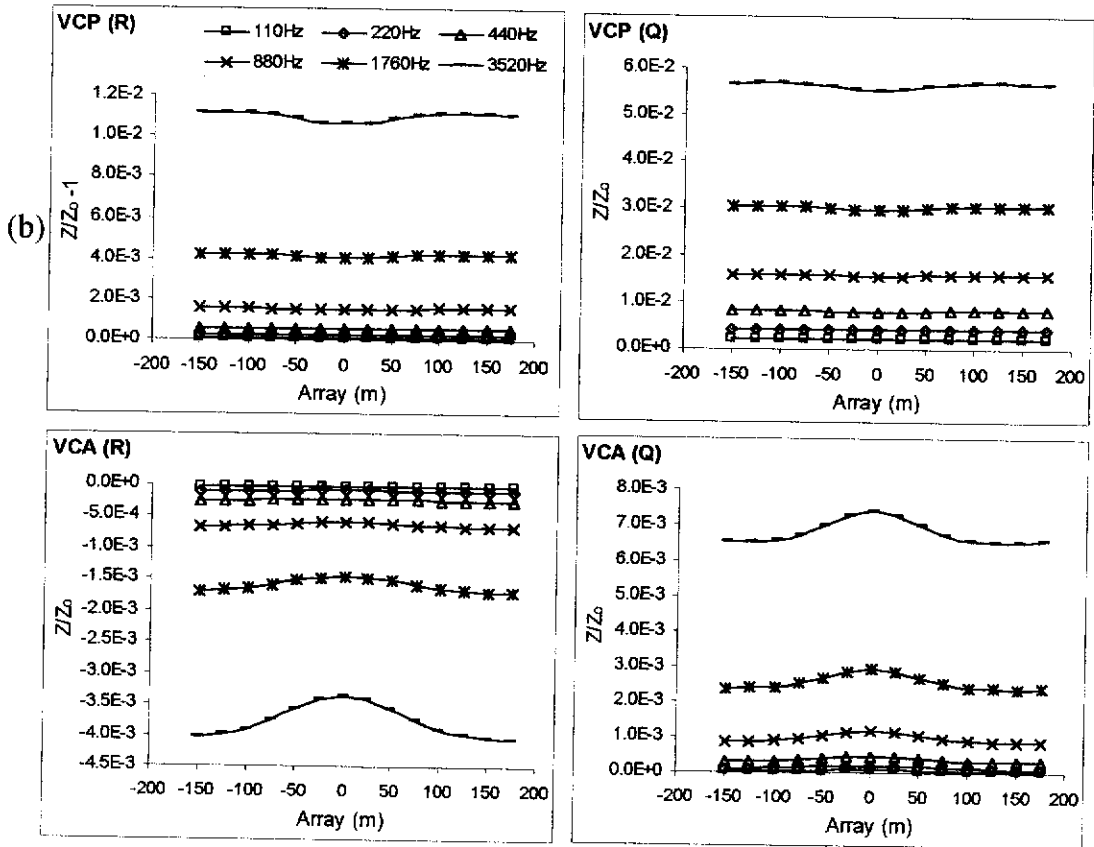 VCP (R)
110Hz 220Hz 440Hz
880Hz 1760Hz 3520Hz
1.2E-2
1.0E-2
8.0E-3
6.0E-3
4.0E-3
2.0E-3
0.0E+0
Z/Z₀ -1
-200 -150 -100 -50 0 50 100 150 200
Array (m)
VCP (Q)
6.0E-2
5.0E-2
4.0E-2
3.0E-2
2.0E-2
1.0E-2
0.0E+0
Z/Z₀
-200 -150 -100 -50 0 50 100 150 200
Array (m)
(b)
VCA (R)
0.0E+0
-5.0E-4
-1.0E-3
-1.5E-3
-2.0E-3
-2.5E-3
-3.0E-3
-3.5E-3
-4.0E-3
-4.5E-3
Z/Z₀
-200 -150 -100 -50 0 50 100 150 200
Array (m)
VCA (Q)
8.0E-3
7.0E-3
6.0E-3
5.0E-3
4.0E-3
3.0E-3
2.0E-3
1.0E-3
0.0E+0
Z/Z₀
-200 -150 -100 -50 0 50 100 150 200
Array (m)